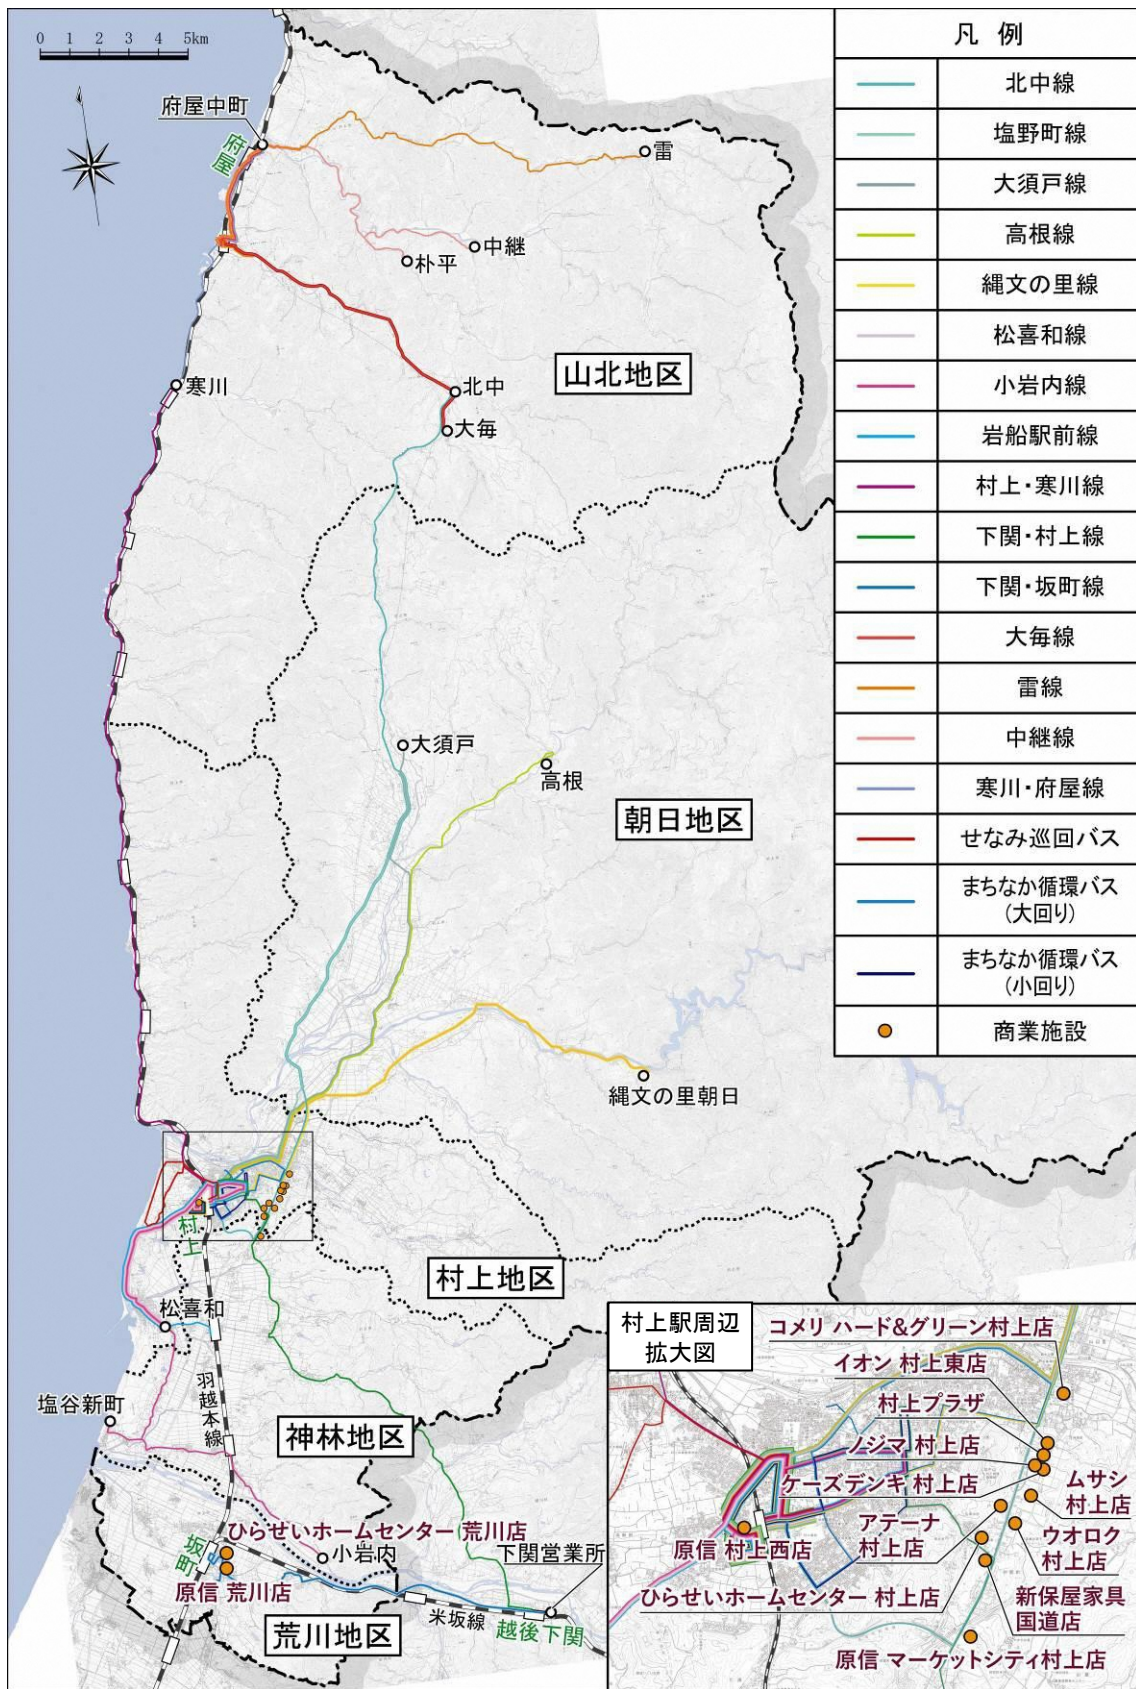 0 1 2 3 4 5km
府屋中町
府屋
雷
中継
朴平
山北地区
寒川
北中
大毎
大須戸
高根
朝日地区
縄文の里朝日
村上
村上地区
松喜和
塩谷新町
羽越本線
神林地区
ひらせいホームセンター 荒川店
坂町
小岩内
下関営業所
原信 荒川店
米坂線
越後下関
荒川地区
凡 例
北中線
塩野町線
大須戸線
高根線
縄文の里線
松喜和線
小岩内線
岩船駅前線
村上・寒川線
下関・村上線
下関・坂町線
大毎線
雷線
中継線
寒川・府屋線
せなみ巡回バス
まちなか循環バス
(大回り)
まちなか循環バス
(小回り)
商業施設
村上駅周辺
拡大図
コメリ ハード&グリーン村上店
イオン 村上東店
村上プラザ
ノジマ 村上店
ケーズデンキ 村上店
ムサシ
村上店
アテーナ
村上店
ウオロク
村上店
原信 村上西店
ひらせいホームセンター 村上店
新保屋家具
国道店
原信 マーケットシティ村上店